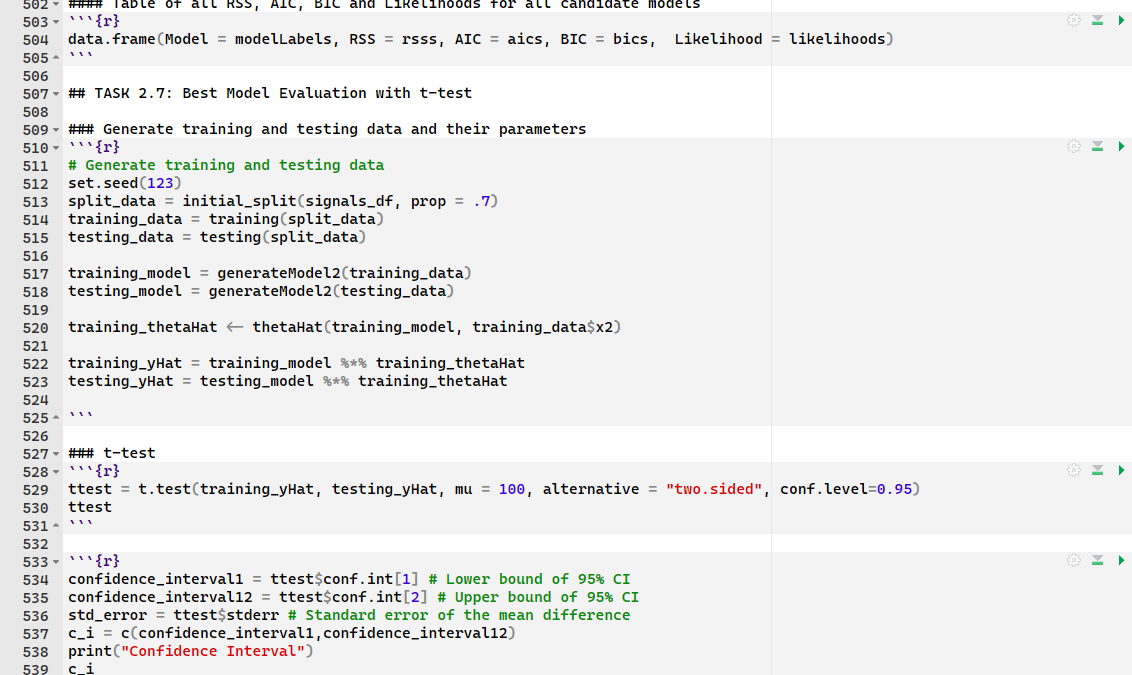 502 #### Table of all RSS, AIC, BIC and Likelihoods for all candidate models
503 ```{r}
504 data.frame(Model = modelLabels, RSS = rsss, AIC = aics, BIC = bics,  Likelihood = likelihoods)
505 ```
506
507 ## TASK 2.7: Best Model Evaluation with t-test
508
509 ### Generate training and testing data and their parameters
510 ```{r}
511 # Generate training and testing data
512 set.seed(123)
513 split_data = initial_split(signals_df, prop = .7)
514 training_data = training(split_data)
515 testing_data = testing(split_data)
516
517 training_model = generateModel2(training_data)
518 testing_model = generateModel2(testing_data)
519
520 training_thetaHat <- thetaHat(training_model, training_data$x2)
521
522 training_yHat = training_model %*% training_thetaHat
523 testing_yHat = testing_model %*% training_thetaHat
524
525 ```
526
527 ### t-test
528 ```{r}
529 ttest = t.test(training_yHat, testing_yHat, mu = 100, alternative = "two.sided", conf.level=0.95)
530 ttest
531 ```
532
533 ```{r}
534 confidence_interval1 = ttest$conf.int[1] # Lower bound of 95% CI
535 confidence_interval12 = ttest$conf.int[2] # Upper bound of 95% CI
536 std_error = ttest$stderr # Standard error of the mean difference
537 c_i = c(confidence_interval1,confidence_interval12)
538 print("Confidence Interval")
539 c_i